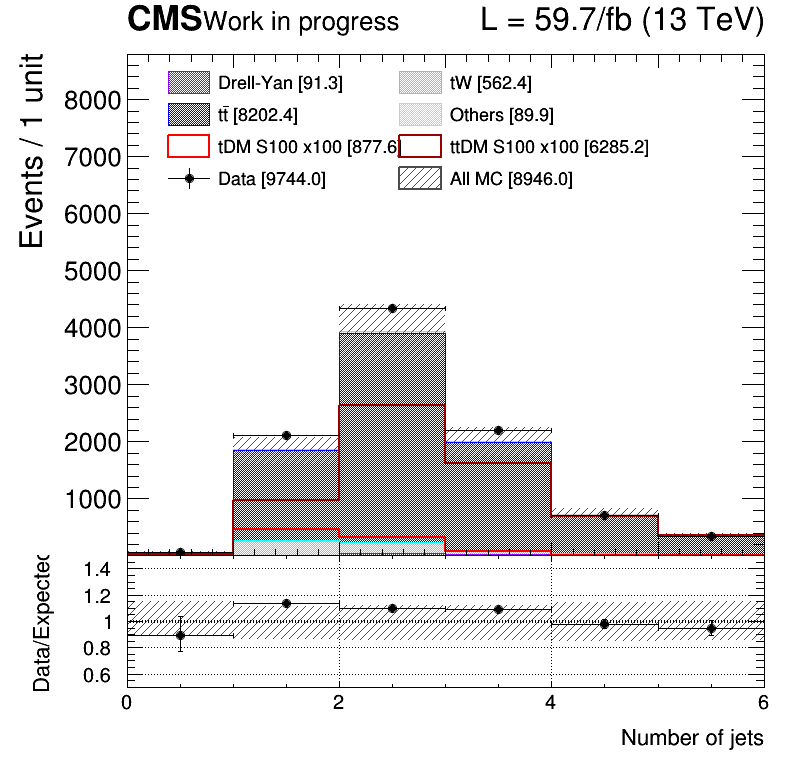 CMS Work in progress L = 59.7/fb (13 TeV)
Events / 1 unit
Drell-Yan [91.3] tW [562.4]
tt̄ [8202.4] Others [89.9]
tDM S100 x100 [877.6] ttDM S100 x100 [6285.2]
Data [9744.0] All MC [8946.0]
8000
7000
6000
5000
4000
3000
2000
1000
Data/Expected
1.4
1.2
1
0.8
0.6
0 2 4 6
Number of jets